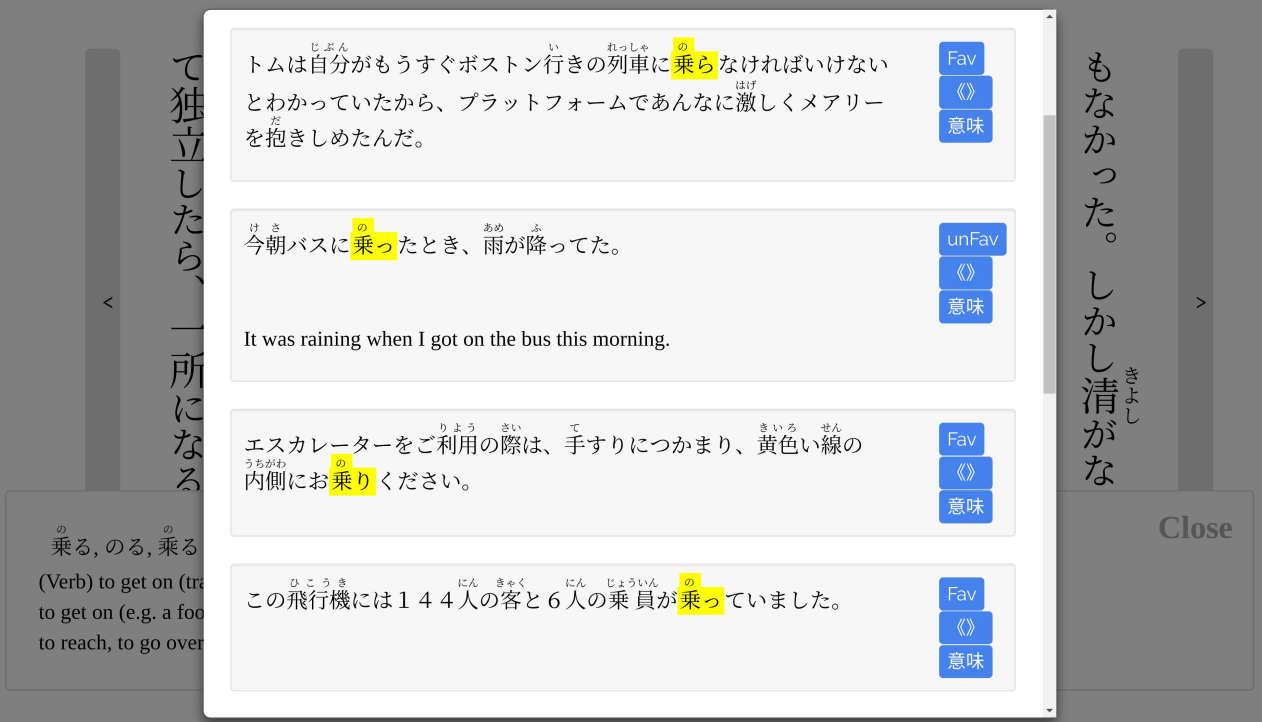 トムは自分がもうすぐボストン行きの列車に乗らなければいけない
とわかっていたから、プラットフォームであんなに激しくメアリー
を抱きしめたんだ。
Fav
《》
意味
今朝バスに乗ったとき、雨が降ってた。
It was raining when I got on the bus this morning.
unFav
《》
意味
エスカレーターをご利用の際は、手すりにつかまり、黄色い線の
内側にお乗りください。
Fav
《》
意味
この飛行機には１４４人の客と６人の乗員が乗っていました。
Fav
《》
意味
もなかった。しかし清がな
て独立したら、一所になる
<
>
乗る, のる, 乗る
(Verb) to get on (tra
to get on (e.g. a foo
to reach, to go over
Close